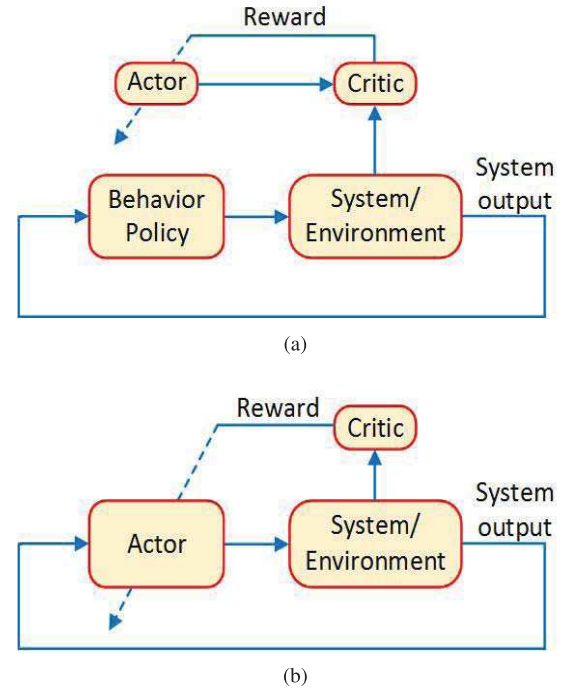 Reward
Actor
Critic
Behavior
Policy
System/
Environment
System
output
(a)
Reward
Critic
Actor
System/
Environment
System
output
(b)